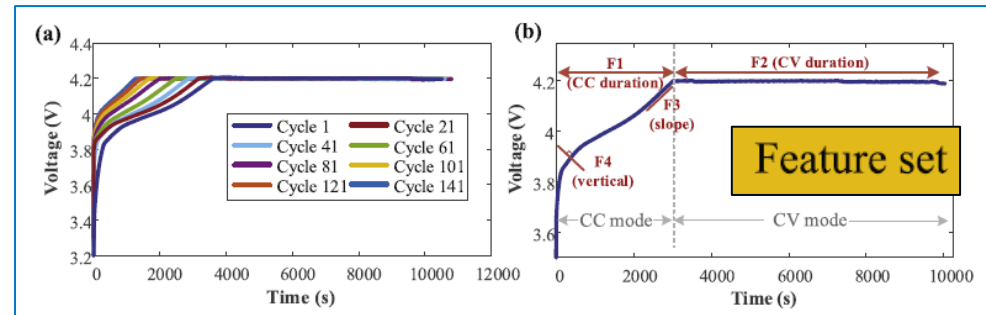 (a)
4.4
4.2
4
3.8
3.6
3.4
3.2
Voltage (V)
Cycle 1
Cycle 21
Cycle 41
Cycle 61
Cycle 81
Cycle 101
Cycle 121
Cycle 141
0
2000
4000
6000
8000
10000
12000
Time (s)
(b)
4.2
4
3.8
3.6
Voltage (V)
F1
(CC duration)
F2 (CV duration)
F3
(slope)
F4
(vertical)
Feature set
CC mode
CV mode
0
2000
4000
6000
8000
10000
Time (s)